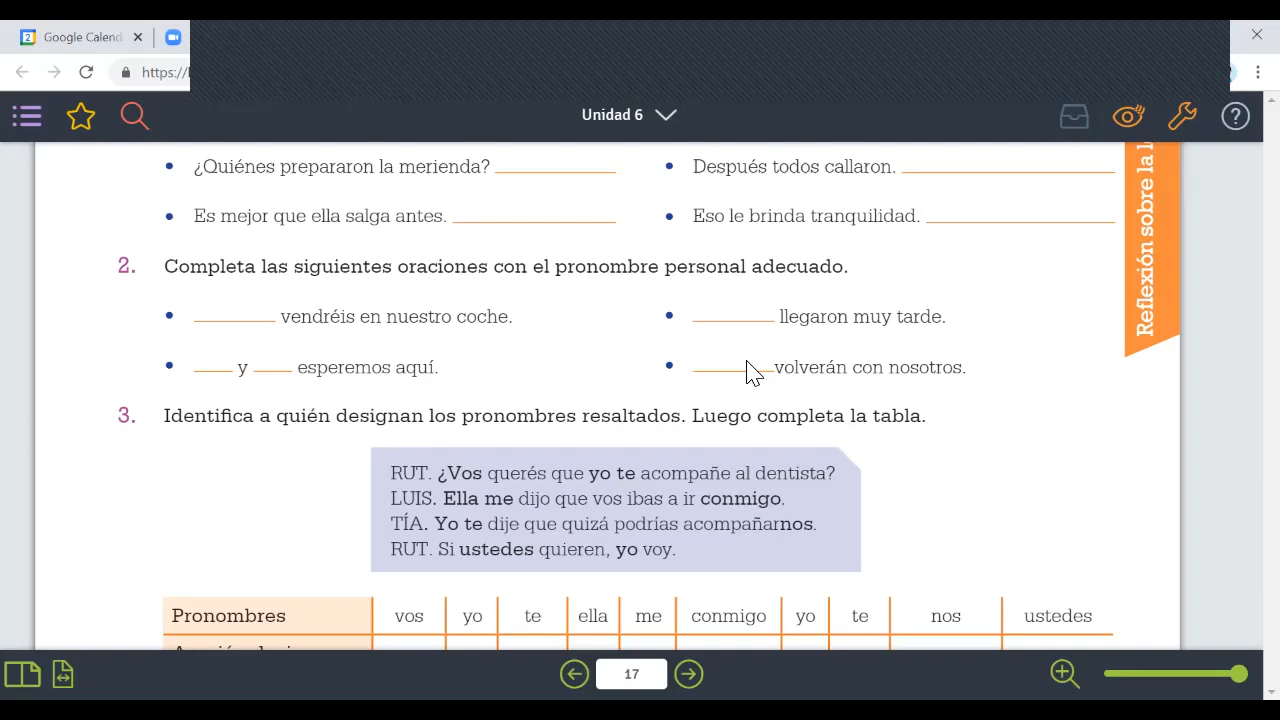 Google Calend
https://
Unidad 6
¿Quiénes prepararon la merienda?
Después todos callaron.
Es mejor que ella salga antes.
Eso le brinda tranquilidad.
Reflexión sobre la
2. Completa las siguientes oraciones con el pronombre personal adecuado.
vendréis en nuestro coche.
llegaron muy tarde.
y esperemos aquí.
volverán con nosotros.
3. Identifica a quién designan los pronombres resaltados. Luego completa la tabla.
RUT. ¿Vos querés que yo te acompañe al dentista?
LUIS. Ella me dijo que vos ibas a ir conmigo.
TÍA. Yo te dije que quizá podrías acompañarnos.
RUT. Si ustedes quieren, yo voy.
Pronombres vos yo te ella me conmigo yo te nos ustedes
17